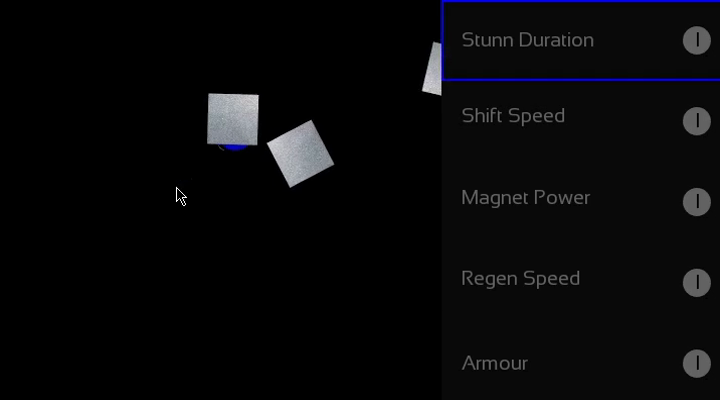 Stunn Duration
Shift Speed
Magnet Power
Regen Speed
Armour